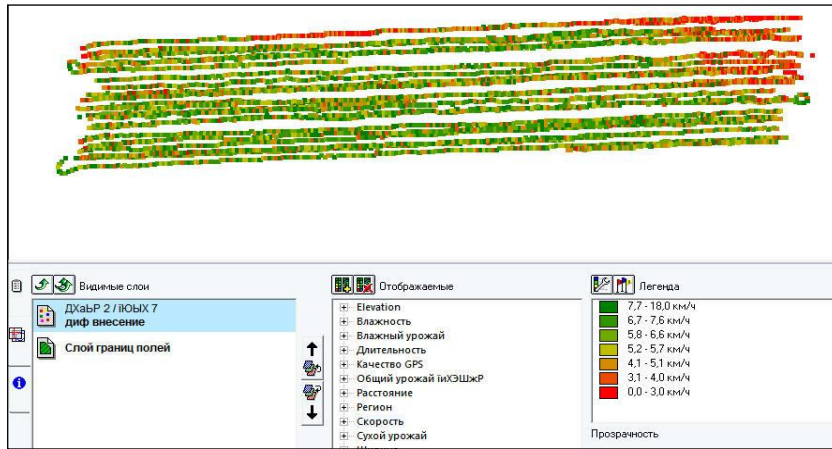 Видимые слои
ДХаЬР 2 / їЮЫХ 7
диф внесение
Слой границ полей
Отображаемые
Elevation
Влажность
Влажный урожай
Длительность
Качество GPS
Общий урожай їиХЭШжР
Расстояние
Регион
Скорость
Сухой урожай
Легенда
7,7 - 18,0 км/ч
6,7 - 7,6 км/ч
5,8 - 6,6 км/ч
5,2 - 5,7 км/ч
4,1 - 5,1 км/ч
3,1 - 4,0 км/ч
0,0 - 3,0 км/ч
Прозрачность